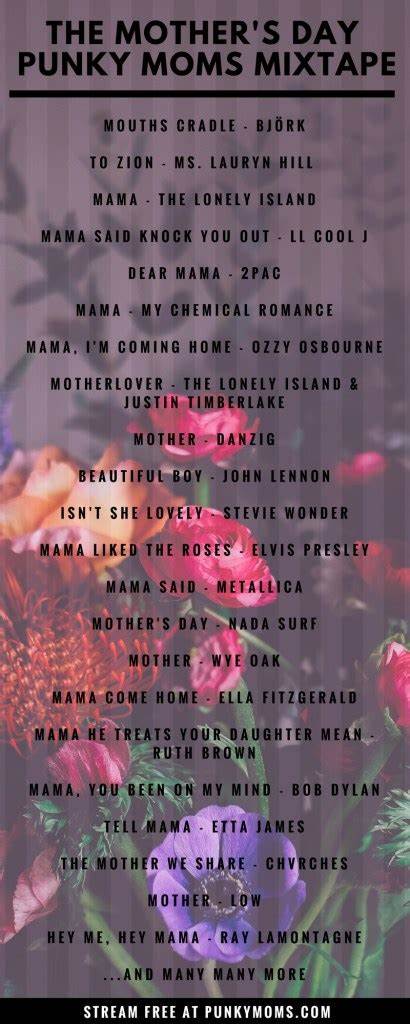 THE MOTHER'S DAY
PUNKY MOMS MIXTAPE
MOUTHS CRADLE - BJÖRK
TO ZION - MS. LAURYN HILL
MAMA - THE LONELY ISLAND
MAMA SAID KNOCK YOU OUT - LL COOL J
DEAR MAMA - 2PAC
MAMA - MY CHEMICAL ROMANCE
MAMA, I'M COMING HOME - OZZY OSBOURNE
MOTHERLOVER - THE LONELY ISLAND &
JUSTIN TIMBERLAKE
MOTHER - DANZIG
BEAUTIFUL BOY - JOHN LENNON
ISN'T SHE LOVELY - STEVIE WONDER
MAMA LIKED THE ROSES - ELVIS PRESLEY
MAMA SAID - METALLICA
MOTHER'S DAY - NADA SURF
MOTHER - WYE OAK
MAMA COME HOME - ELLA FITZGERALD
MAMA HE TREATS YOUR DAUGHTER MEAN -
RUTH BROWN
MAMA, YOU BEEN ON MY MIND - BOB DYLAN
TELL MAMA - ETTA JAMES
THE MOTHER WE SHARE - CHVRCHES
MOTHER - LOW
HEY ME, HEY MAMA - RAY LAMONTAGNE
...AND MANY MANY MORE
STREAM FREE AT PUNKYMOMS.COM